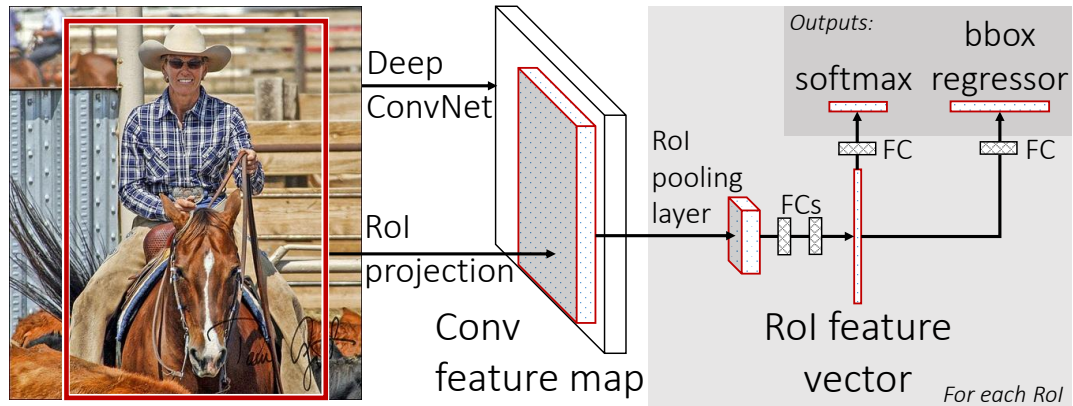 Deep
ConvNet
RoI
projection
Conv
feature map
RoI
pooling
layer
FCs
RoI feature
vector
For each RoI
Outputs:
softmax
bbox
regressor
FC
FC